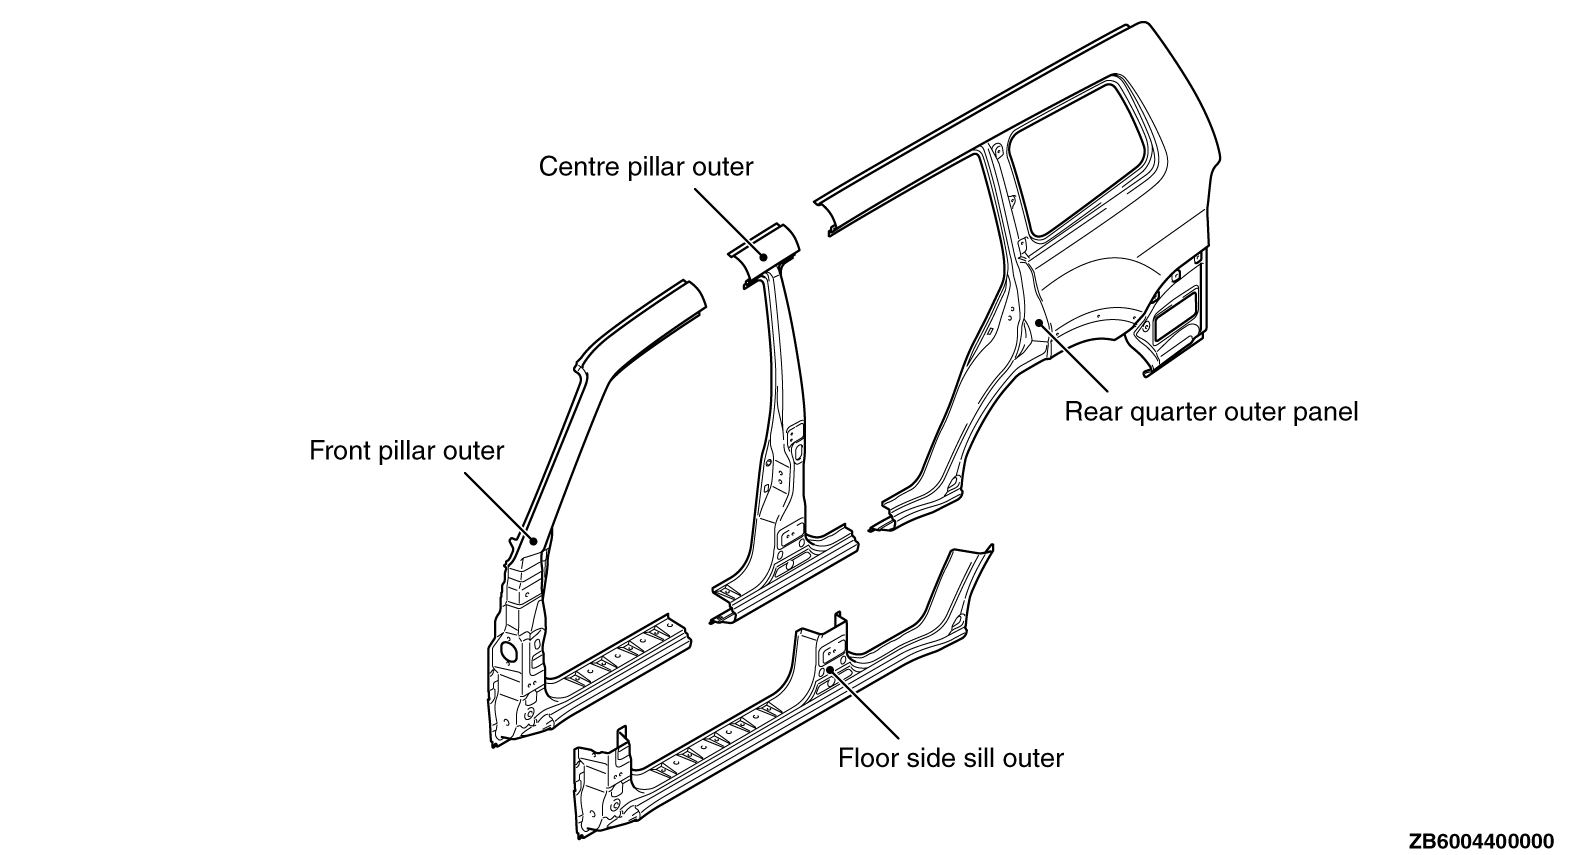 Centre pillar outer
Rear quarter outer panel
Front pillar outer
Floor side sill outer
ZB6004400000